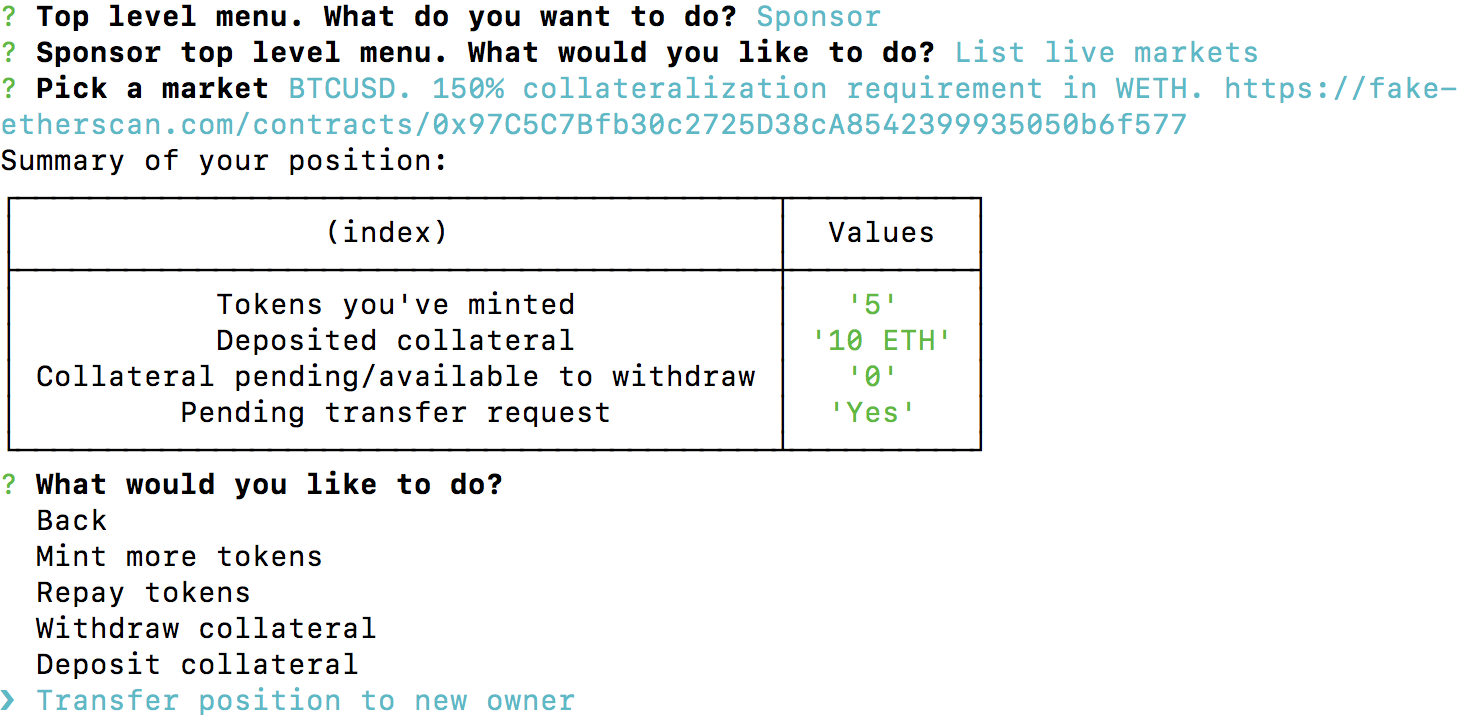 ? Top level menu. What do you want to do? Sponsor
? Sponsor top level menu. What would you like to do? List live markets
? Pick a market BTCUSD. 150% collateralization requirement in WETH. https://fake-
etherscan.com/contracts/0x97C5C7Bfb30c2725D38cA8542399935050b6f577
Summary of your position:
(index) Values
Tokens you've minted '5'
Deposited collateral '10 ETH'
Collateral pending/available to withdraw '0'
Pending transfer request 'Yes'
? What would you like to do?
Back
Mint more tokens
Repay tokens
Withdraw collateral
Deposit collateral
❯ Transfer position to new owner